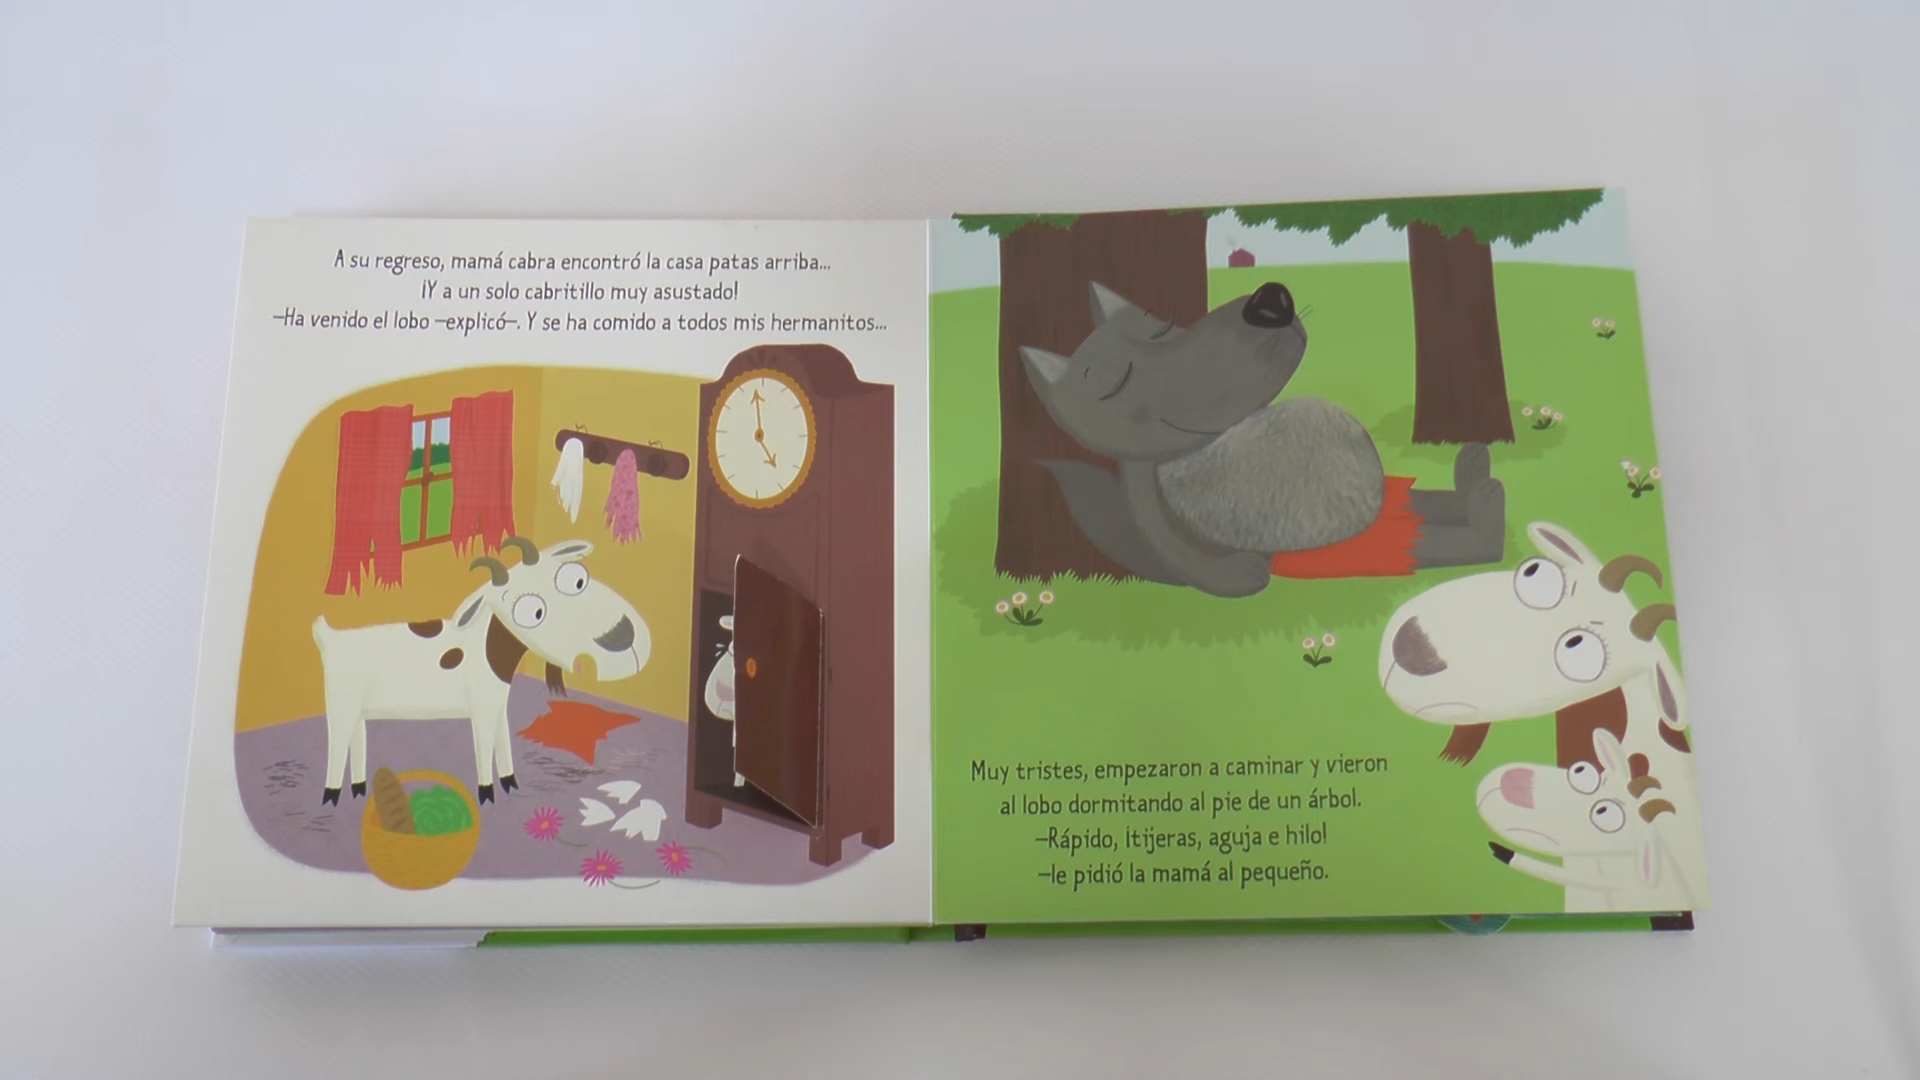 A su regreso, mamá cabra encontró la casa patas arriba...
¡Y a un solo cabritillo muy asustado!
—Ha venido el lobo —explicó—. Y se ha comido a todos mis hermanitos...
Muy tristes, empezaron a caminar y vieron
al lobo dormitando al pie de un árbol.
—Rápido, ¡tijeras, aguja e hilo!
—le pidió la mamá al pequeño.